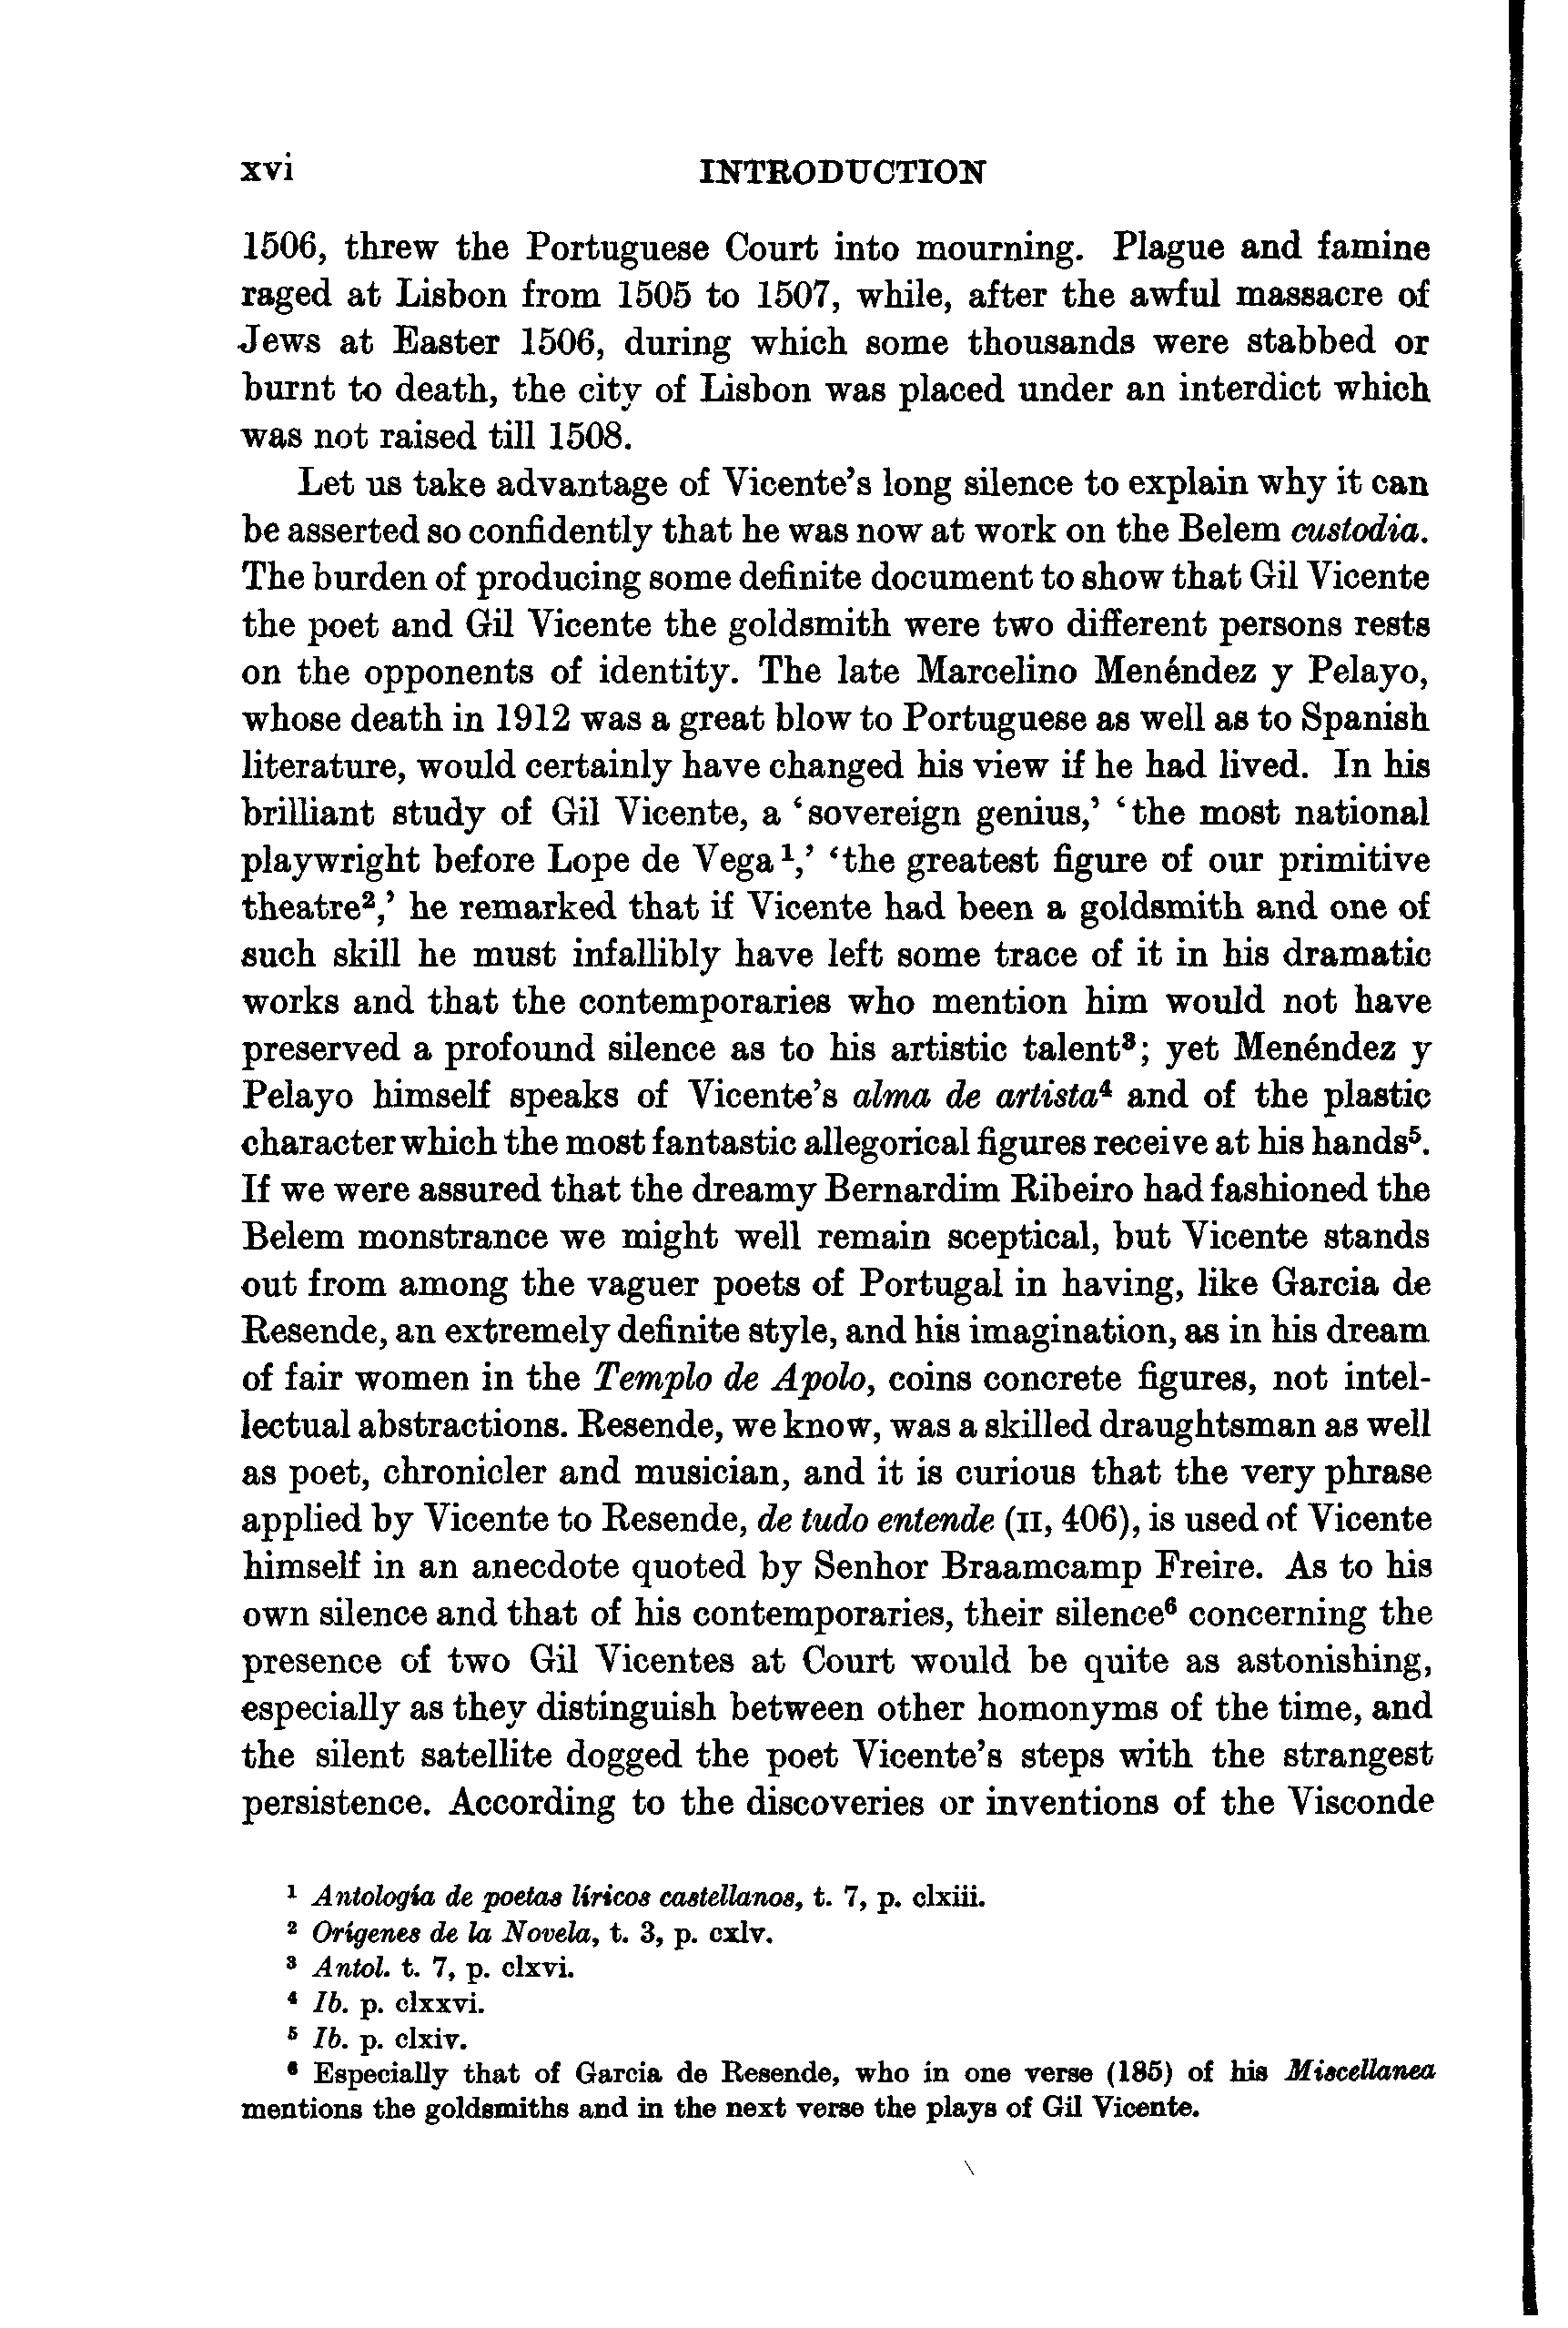 xvi INTRODUCTION
1506, threw the Portuguese Court into mourning. Plague and famine
raged at Lisbon from 1505 to 1507, while, after the awful massacre of
Jews at Easter 1506, during which some thousands were stabbed or
burnt to death, the city of Lisbon was placed under an interdict which
was not raised till 1508.
Let us take advantage of Vicente's long silence to explain why it can
be asserted so confidently that he was now at work on the Belem custodia.
The burden of producing some definite document to show that Gil Vicente
the poet and Gil Vicente the goldsmith were two different persons rests
on the opponents of identity. The late Marcelino Menéndez y Pelayo,
whose death in 1912 was a great blow to Portuguese as well as to Spanish
literature, would certainly have changed his view if he had lived. In his
brilliant study of Gil Vicente, a 'sovereign genius,' 'the most national
playwright before Lope de Vega¹,' 'the greatest figure of our primitive
theatre²,' he remarked that if Vicente had been a goldsmith and one of
such skill he must infallibly have left some trace of it in his dramatic
works and that the contemporaries who mention him would not have
preserved a profound silence as to his artistic talent³; yet Menéndez y
Pelayo himself speaks of Vicente's alma de artista⁴ and of the plastic
character which the most fantastic allegorical figures receive at his hands⁵.
If we were assured that the dreamy Bernardim Ribeiro had fashioned the
Belem monstrance we might well remain sceptical, but Vicente stands
out from among the vaguer poets of Portugal in having, like Garcia de
Resende, an extremely definite style, and his imagination, as in his dream
of fair women in the Templo de Apolo, coins concrete figures, not intel-
lectual abstractions. Resende, we know, was a skilled draughtsman as well
as poet, chronicler and musician, and it is curious that the very phrase
applied by Vicente to Resende, de tudo entende (II, 406), is used of Vicente
himself in an anecdote quoted by Senhor Braamcamp Freire. As to his
own silence and that of his contemporaries, their silence⁶ concerning the
presence of two Gil Vicentes at Court would be quite as astonishing,
especially as they distinguish between other homonyms of the time, and
the silent satellite dogged the poet Vicente's steps with the strangest
persistence. According to the discoveries or inventions of the Visconde
¹ Antología de poetas líricos castellanos, t. 7, p. clxiii.
² Orígenes de la Novela, t. 3, p. cxlv.
³ Antol. t. 7, p. clxvi.
⁴ Ib. p. clxxvi.
⁵ Ib. p. clxiv.
⁶ Especially that of Garcia de Resende, who in one verse (185) of his Miscellanea
mentions the goldsmiths and in the next verse the plays of Gil Vicente.